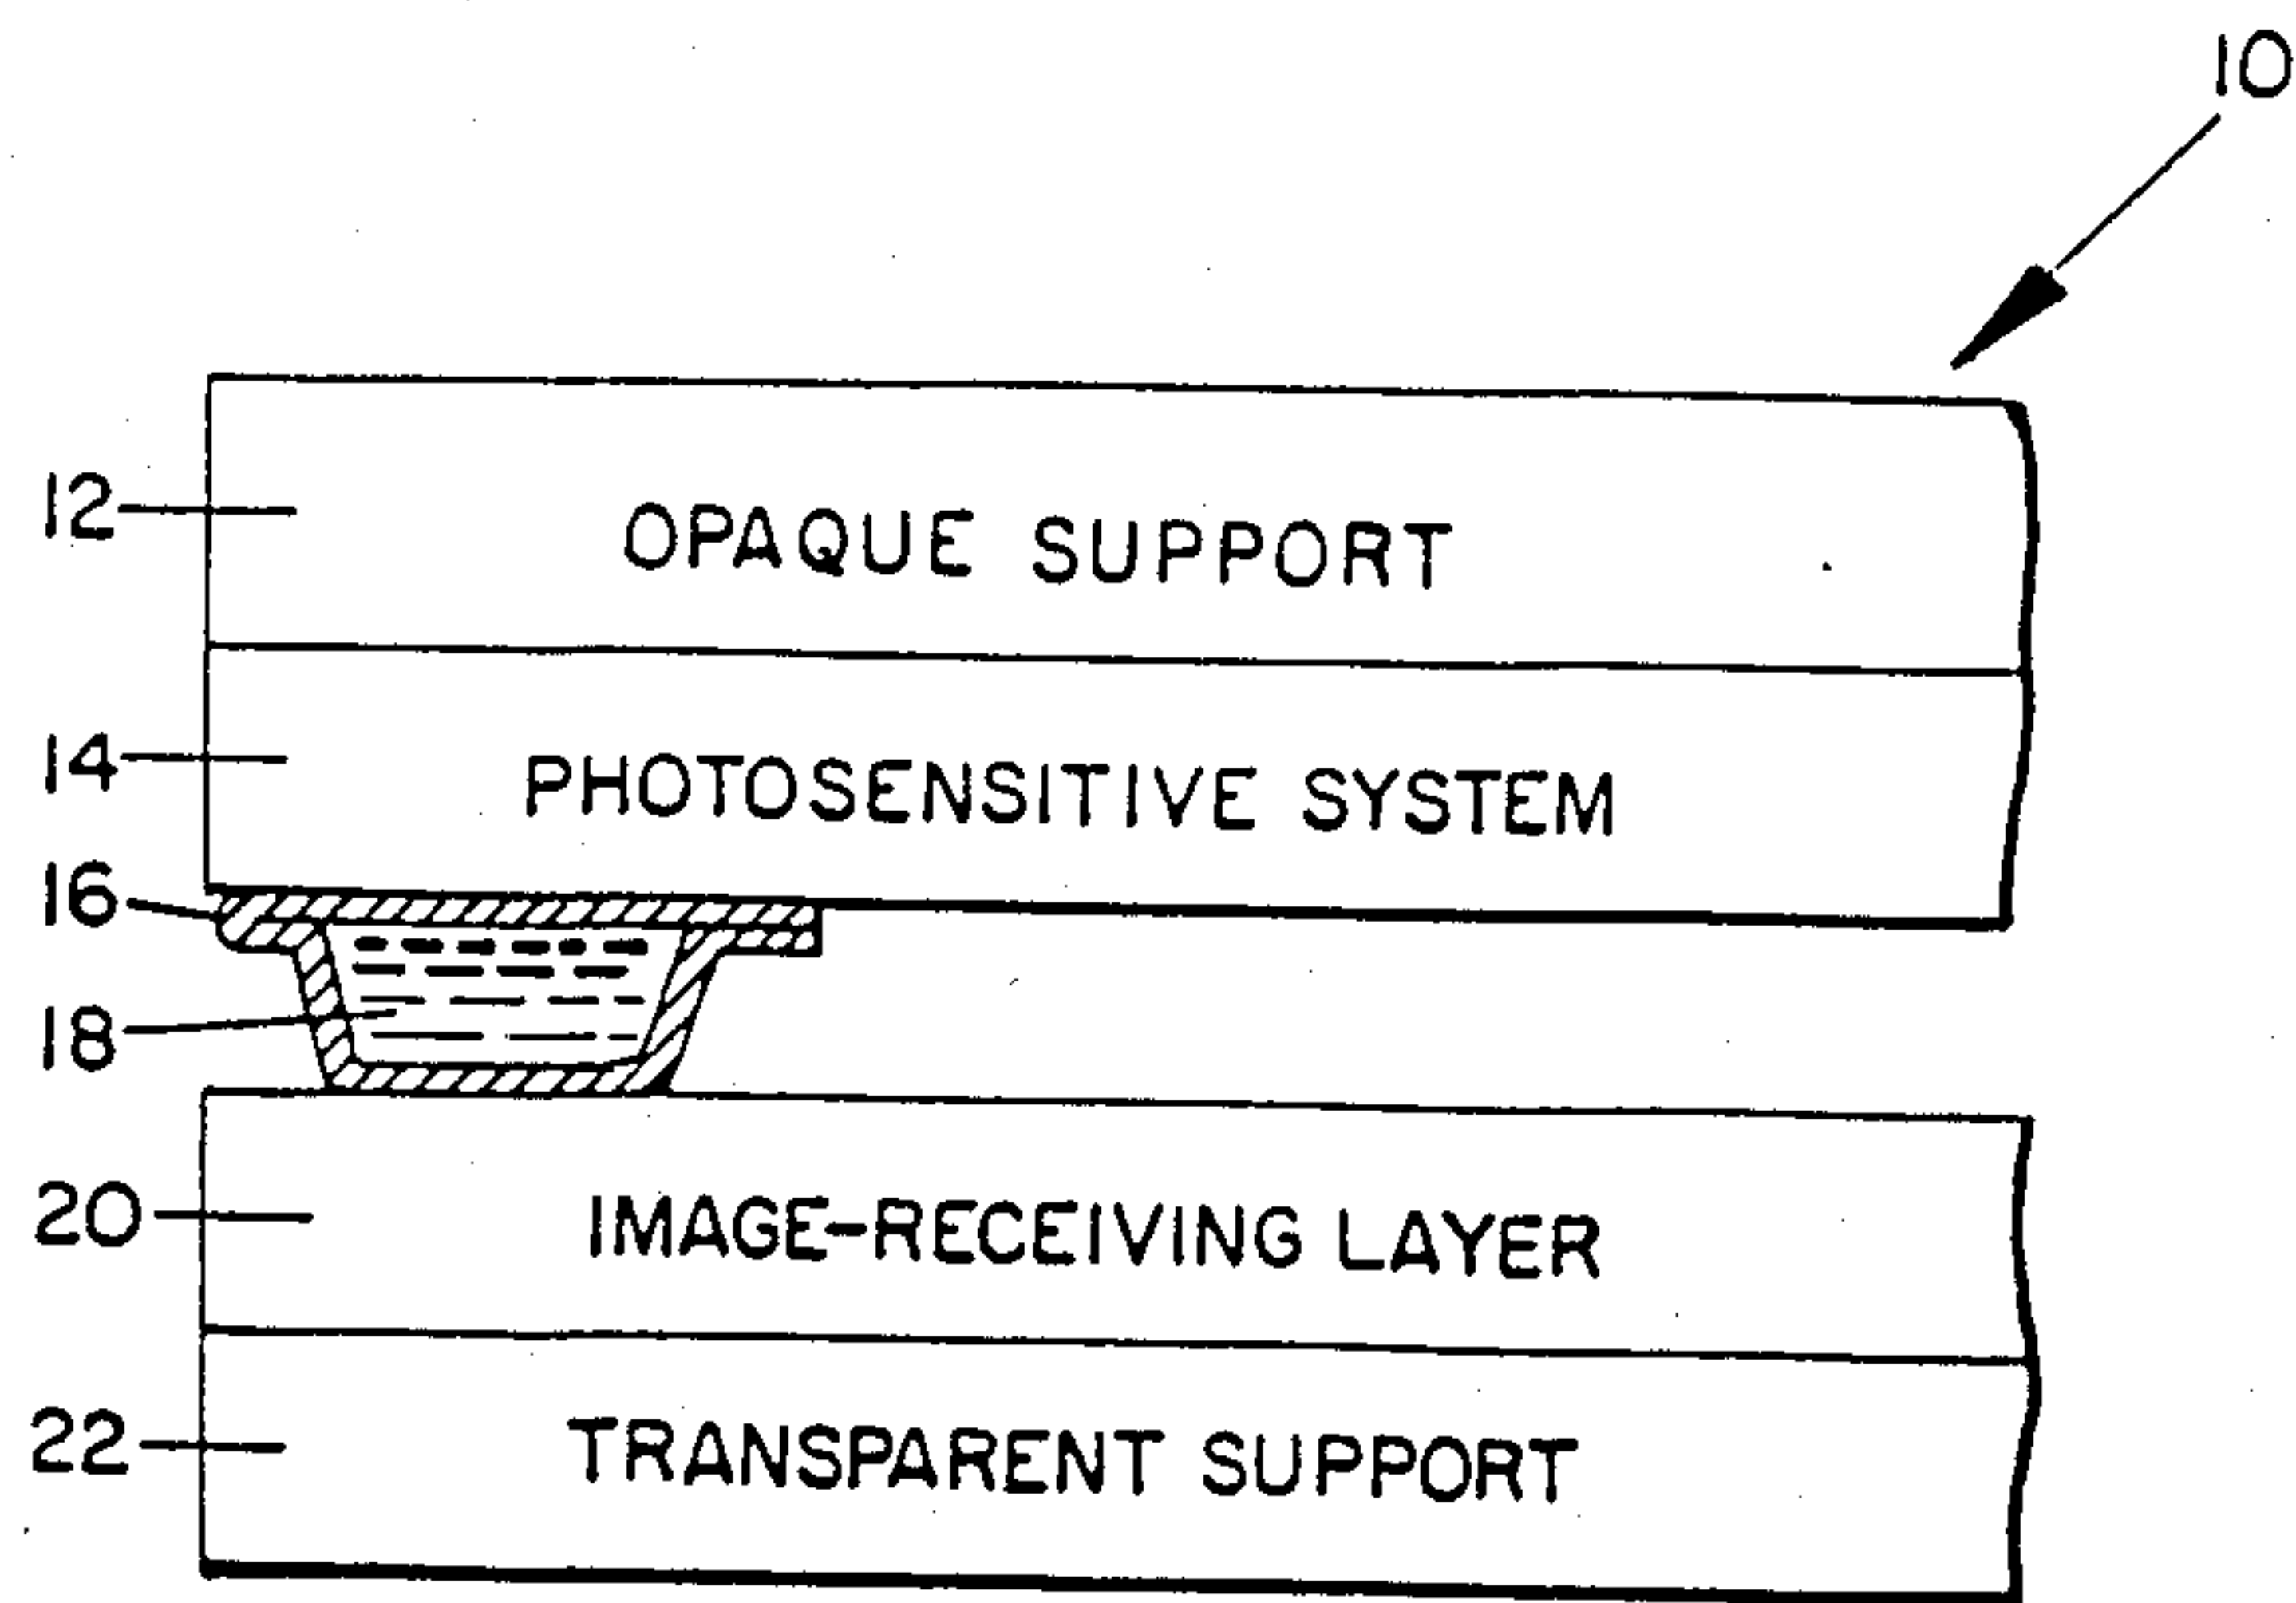 10
12 OPAQUE SUPPORT
14 PHOTOSENSITIVE SYSTEM
16
18
20 IMAGE-RECEIVING LAYER
22 TRANSPARENT SUPPORT